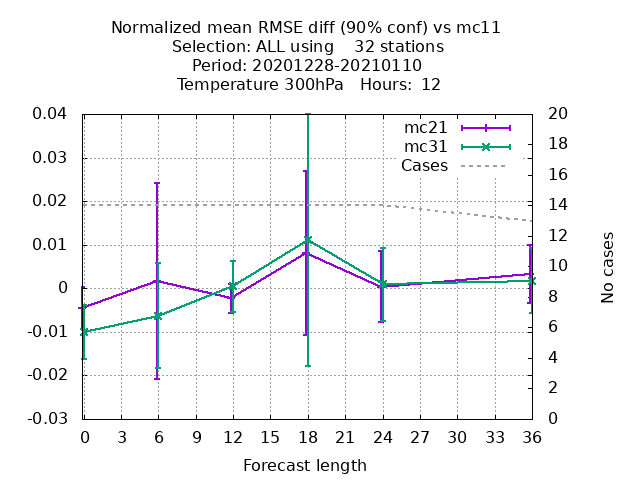 Normalized mean RMSE diff (90% conf) vs mc11
Selection: ALL using    32 stations
Period: 20201228-20210110
Temperature 300hPa   Hours:  12
mc21
mc31
Cases
0.04
0.03
0.02
0.01
0
-0.01
-0.02
-0.03
20
18
16
14
12
10
8
6
4
2
0
No cases
0 3 6 9 12 15 18 21 24 27 30 33 36
Forecast length